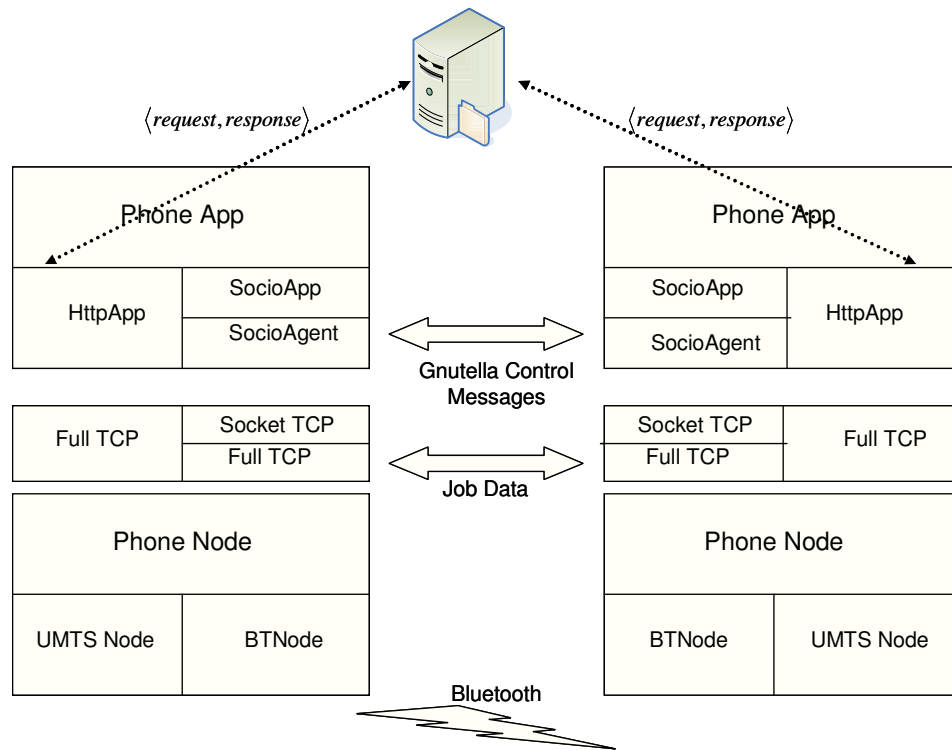 ⟨request, response⟩
⟨request, response⟩
Phone App
Phone App
HttpApp
SocioApp
SocioAgent
SocioApp
SocioAgent
HttpApp
Gnutella Control
Messages
Full TCP
Socket TCP
Full TCP
Socket TCP
Full TCP
Full TCP
Job Data
Phone Node
Phone Node
UMTS Node
BTNode
BTNode
UMTS Node
Bluetooth